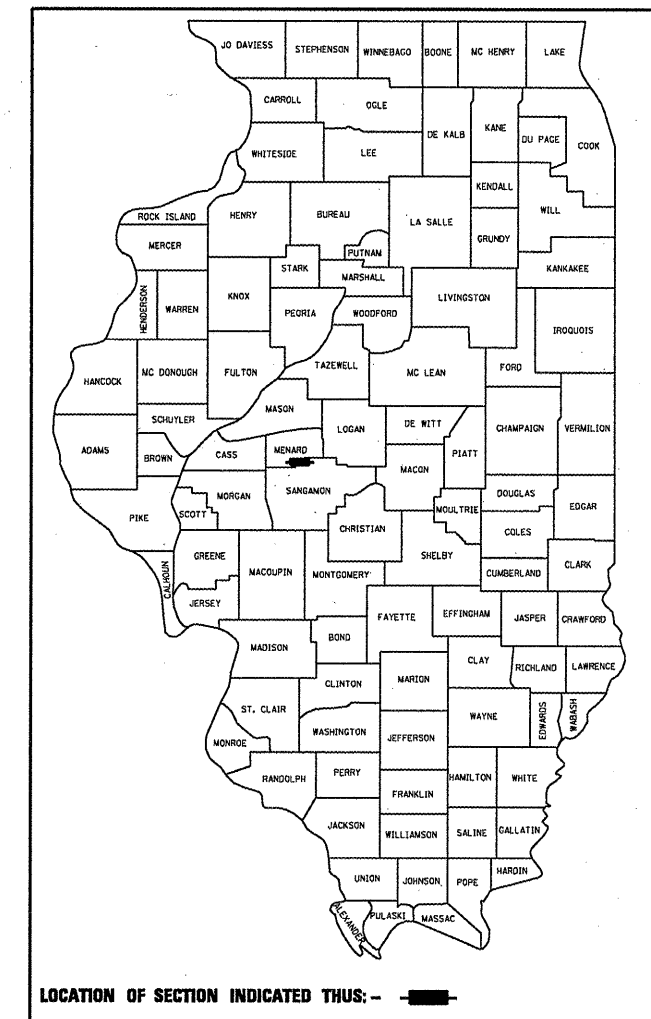 JO DAVIESS
STEPHENSON
WINNEBAGO
BOONE
MC HENRY
LAKE
CARROLL
OGLE
DE KALB
KANE
DU PAGE
COOK
WHITESIDE
LEE
KENDALL
WILL
ROCK ISLAND
HENRY
BUREAU
LA SALLE
GRUNDY
MERCER
PUTNAM
STARK
MARSHALL
KANKAKEE
HENDERSON
WARREN
KNOX
PEORIA
WOODFORD
LIVINGSTON
IROQUOIS
HANCOCK
MC DONOUGH
FULTON
TAZEWELL
MC LEAN
FORD
SCHUYLER
MASON
LOGAN
DE WITT
CHAMPAIGN
VERMILION
ADAMS
BROWN
CASS
MENARD
MACON
PIATT
MORGAN
SANGAMON
DOUGLAS
MOULTRIE
EDGAR
PIKE
SCOTT
CHRISTIAN
COLES
SHELBY
GREENE
MACOUPIN
MONTGOMERY
CUMBERLAND
CLARK
CALHOUN
JERSEY
FAYETTE
EFFINGHAM
JASPER
CRAWFORD
MADISON
BOND
CLAY
RICHLAND
LAWRENCE
CLINTON
MARION
ST. CLAIR
WAYNE
EDWARDS
WABASH
MONROE
WASHINGTON
JEFFERSON
RANDOLPH
PERRY
HAMILTON
WHITE
FRANKLIN
JACKSON
WILLIAMSON
SALINE
GALLATIN
UNION
JOHNSON
POPE
HARDIN
ALEXANDER
PULASKI
MASSAC
LOCATION OF SECTION INDICATED THUS: -